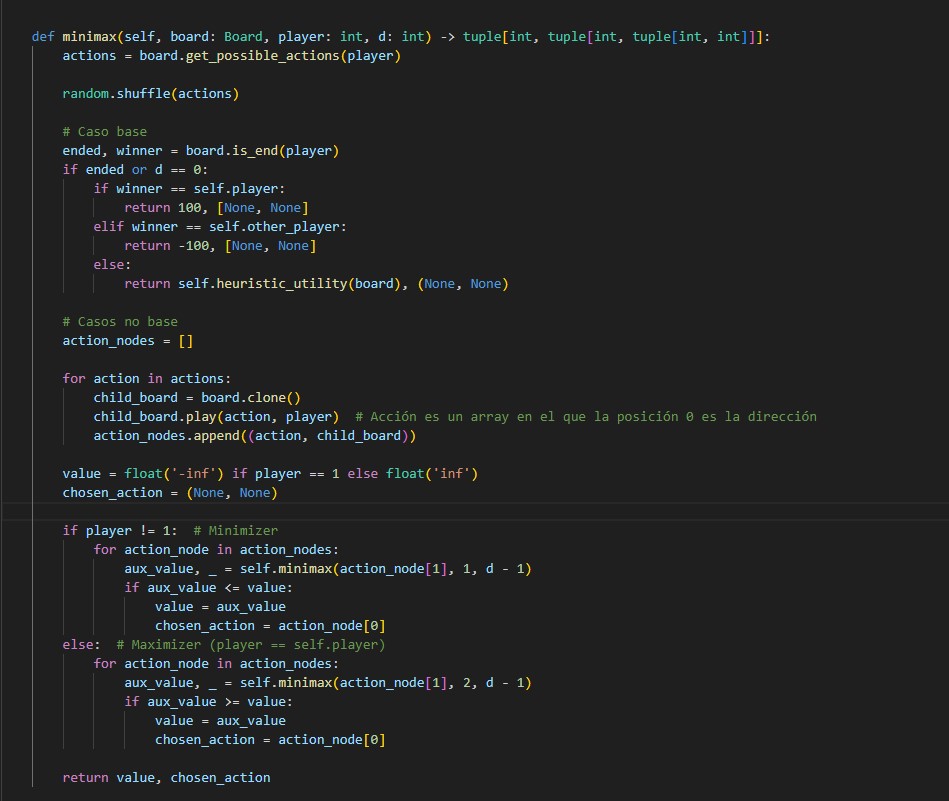 def minimax(self, board: Board, player: int, d: int) -> tuple[int, tuple[int, tuple[int, int]]]:
    actions = board.get_possible_actions(player)

    random.shuffle(actions)

    # Caso base
    ended, winner = board.is_end(player)
    if ended or d == 0:
        if winner == self.player:
            return 100, [None, None]
        elif winner == self.other_player:
            return -100, [None, None]
        else:
            return self.heuristic_utility(board), (None, None)

    # Casos no base
    action_nodes = []

    for action in actions:
        child_board = board.clone()
        child_board.play(action, player)  # Acción es un array en el que la posición 0 es la dirección
        action_nodes.append((action, child_board))

    value = float('-inf') if player == 1 else float('inf')
    chosen_action = (None, None)

    if player != 1:  # Minimizer
        for action_node in action_nodes:
            aux_value, _ = self.minimax(action_node[1], 1, d - 1)
            if aux_value <= value:
                value = aux_value
                chosen_action = action_node[0]
    else:  # Maximizer (player == self.player)
        for action_node in action_nodes:
            aux_value, _ = self.minimax(action_node[1], 2, d - 1)
            if aux_value >= value:
                value = aux_value
                chosen_action = action_node[0]

    return value, chosen_action